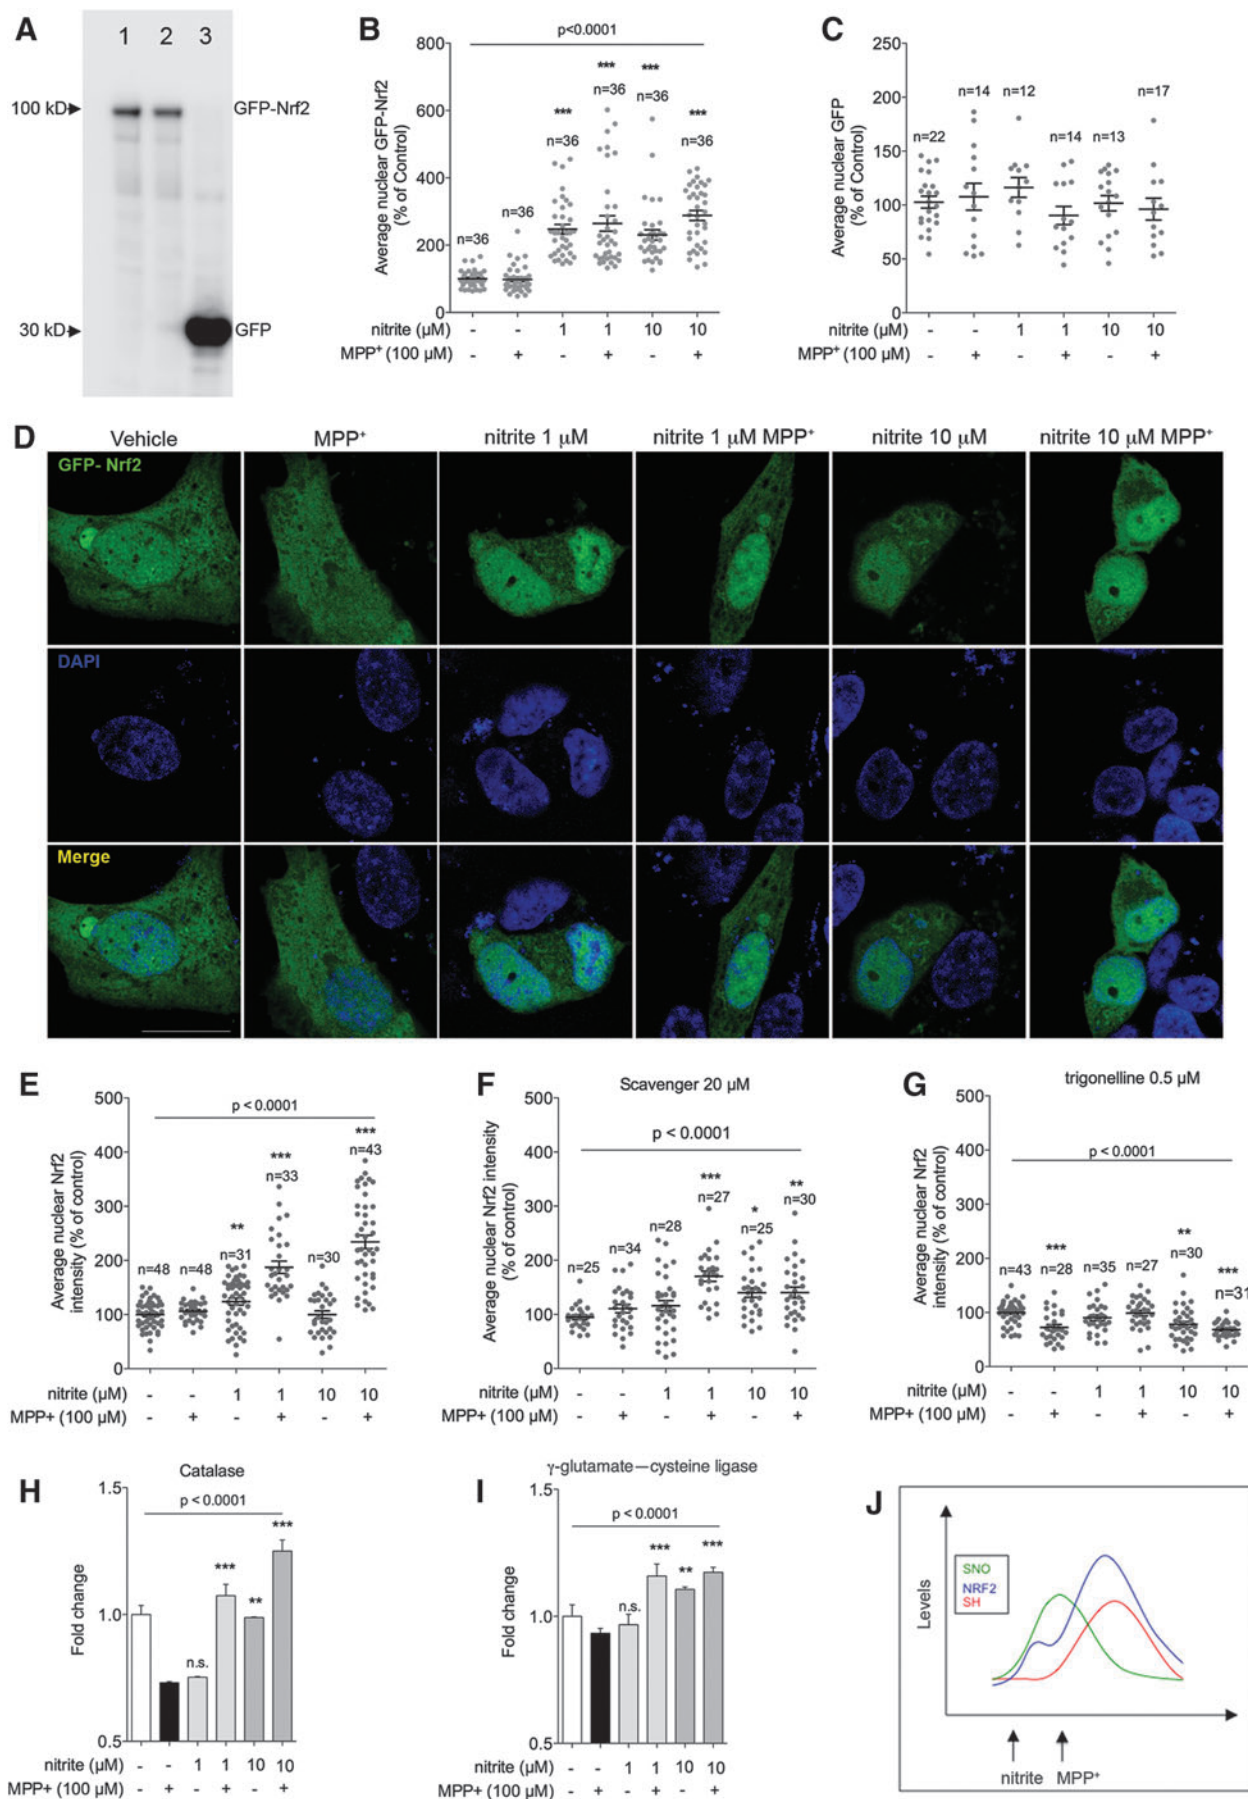 A
1 2 3
100 kD
GFP-Nrf2
30 kD
GFP
B
p<0.0001
Average nuclear GFP-Nrf2
(% of Control)
800
600
400
200
0
n=36
n=36
***
n=36
***
n=36
***
n=36
***
n=36
nitrite (µM) - - 1 1 10 10
MPP⁺ (100 µM) - + - + - +
C
Average nuclear GFP
(% of Control)
250
200
150
100
50
0
n=22
n=14
n=12
n=14
n=13
n=17
nitrite (µM) - - 1 1 10 10
MPP⁺ (100 µM) - + - + - +
D
Vehicle MPP⁺ nitrite 1 µM nitrite 1 µM MPP⁺ nitrite 10 µM nitrite 10 µM MPP⁺
GFP- Nrf2
DAPI
Merge
E
p < 0.0001
Average nuclear Nrf2
intensity (% of control)
500
400
300
200
100
0
n=48
n=48
**
n=31
***
n=33
n=30
***
n=43
nitrite (µM) - - 1 1 10 10
MPP+ (100 µM) - + - + - +
F
Scavenger 20 µM
p < 0.0001
Average nuclear Nrf2 intensity
(% of control)
500
400
300
200
100
0
n=25
n=34
n=28
***
n=27
*
n=25
**
n=30
nitrite (µM) - - 1 1 10 10
MPP+ (100 µM) - + - + - +
G
trigonelline 0.5 µM
p < 0.0001
Average nuclear Nrf2
intensity (% of control)
500
400
300
200
100
0
n=43
***
n=28
n=35
n=27
**
n=30
***
n=31
nitrite (µM) - - 1 1 10 10
MPP+ (100 µM) - + - + - +
H
Catalase
p < 0.0001
Fold change
1.5
1.0
0.5
n.s.
***
**
***
nitrite (µM) - - 1 1 10 10
MPP+ (100 µM) - + - + - +
I
γ-glutamate—cysteine ligase
p < 0.0001
Fold change
1.5
1.0
0.5
n.s.
***
**
***
nitrite (µM) - - 1 1 10 10
MPP+ (100 µM) - + - + - +
J
Levels
SNO
NRF2
SH
nitrite MPP⁺